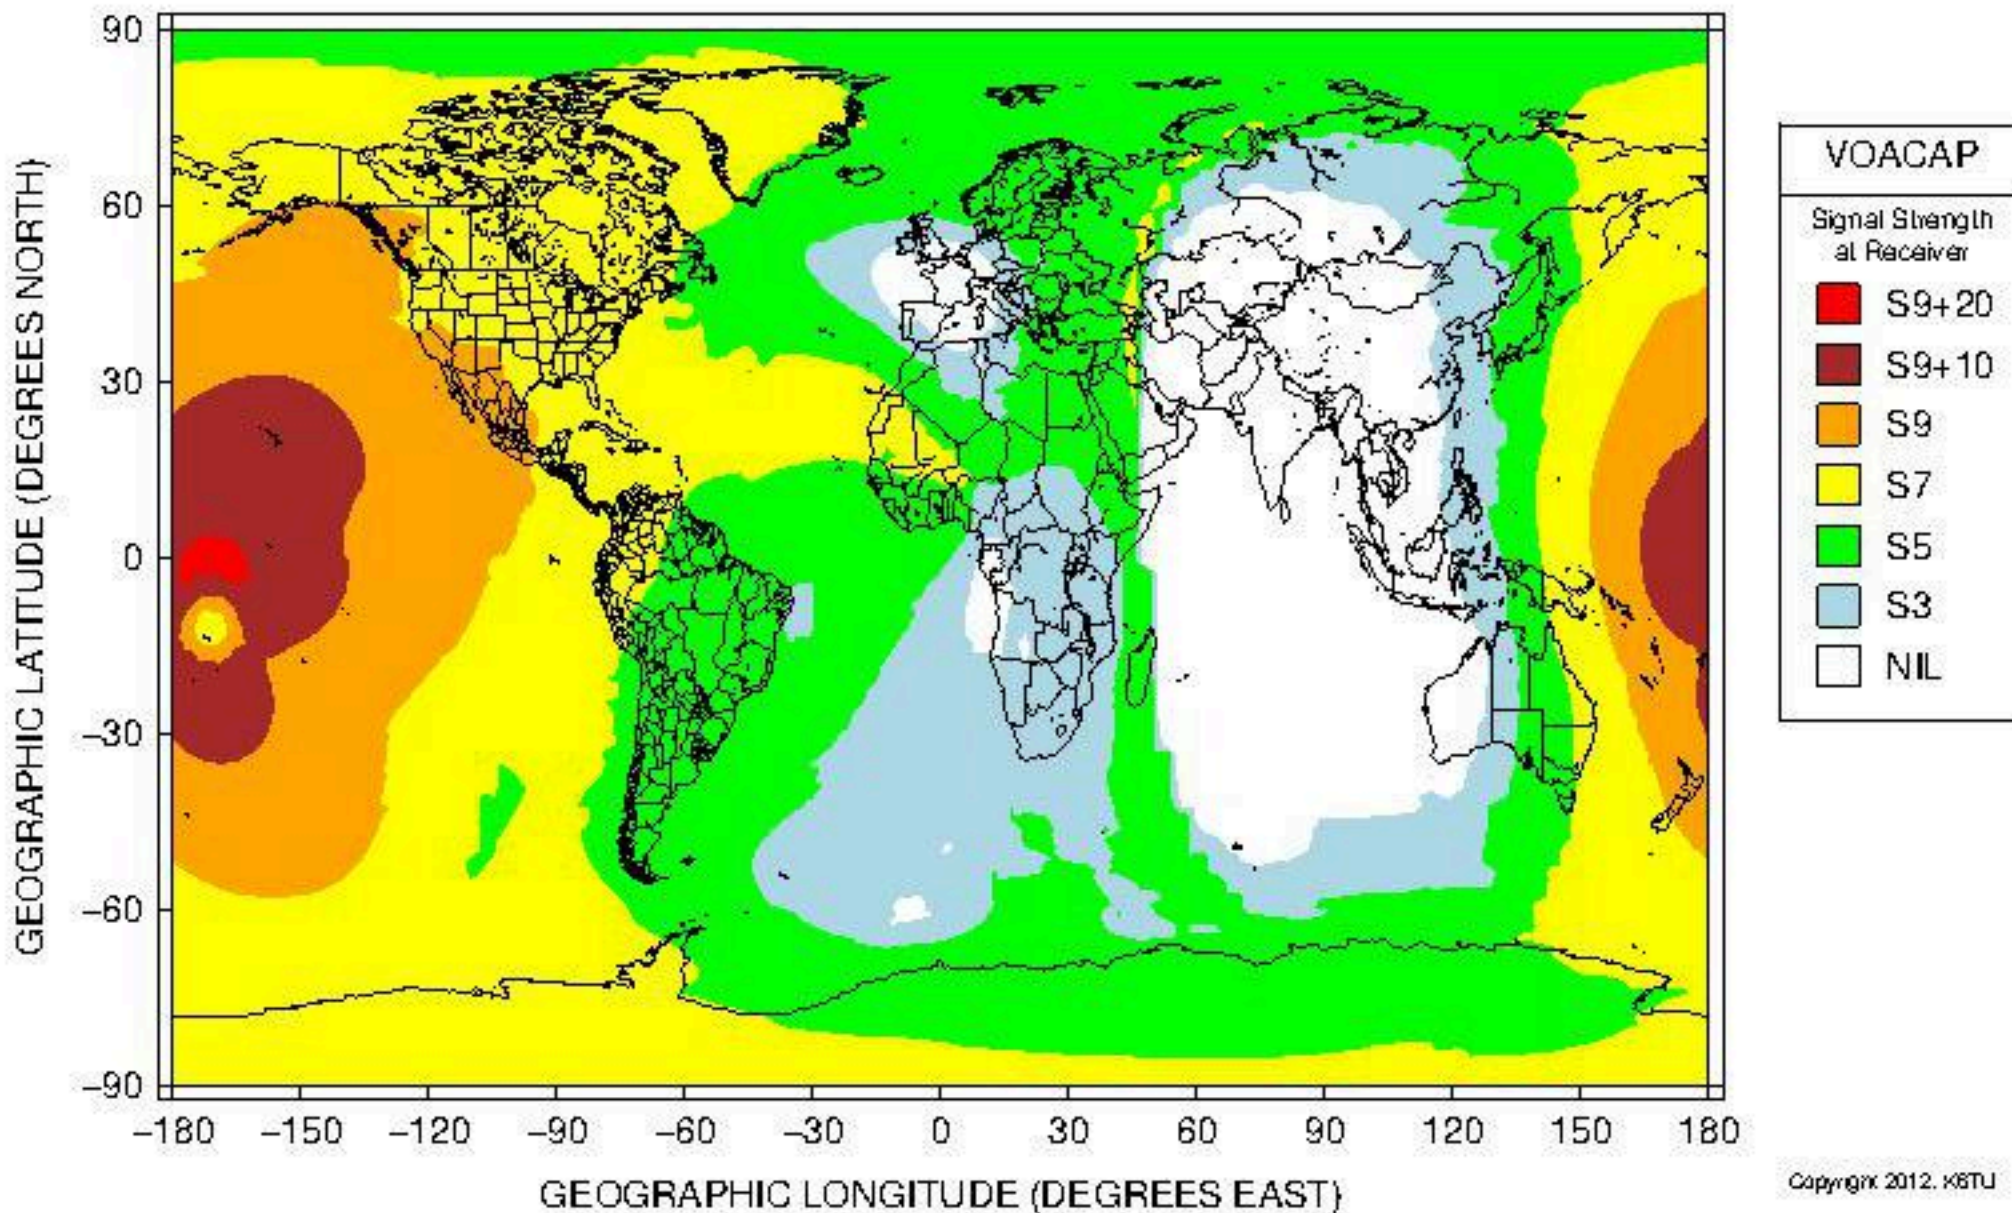 90
60
30
0
−30
−60
−90
GEOGRAPHIC LATITUDE (DEGREES NORTH)
−180 −150 −120 −90 −60 −30 0 30 60 90 120 150 180
GEOGRAPHIC LONGITUDE (DEGREES EAST)
VOACAP
Signal Strength
at Receiver
S9+20
S9+10
S9
S7
S5
S3
NIL
Copyright 2012, K6TU